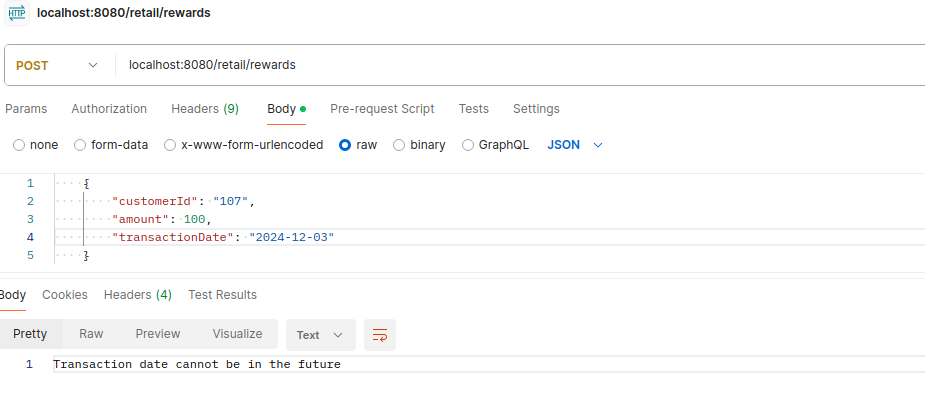 HTTP localhost:8080/retail/rewards
POST localhost:8080/retail/rewards
Params Authorization Headers (9) Body Pre-request Script Tests Settings
none form-data x-www-form-urlencoded raw binary GraphQL JSON
1 {
2 "customerId": "107",
3 "amount": 100,
4 "transactionDate": "2024-12-03"
5 }
Body Cookies Headers (4) Test Results
Pretty Raw Preview Visualize Text
1 Transaction date cannot be in the future